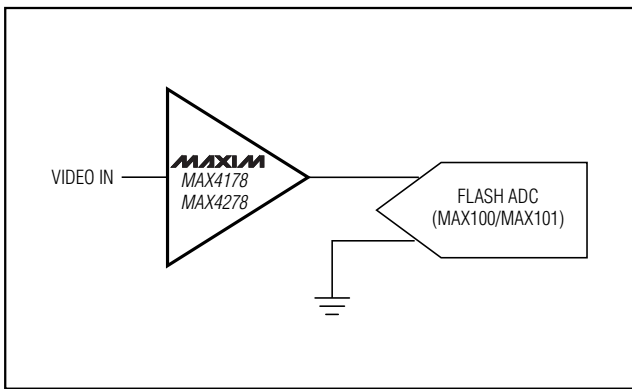 VIDEO IN
MAXIM
MAX4178
MAX4278
FLASH ADC
(MAX100/MAX101)